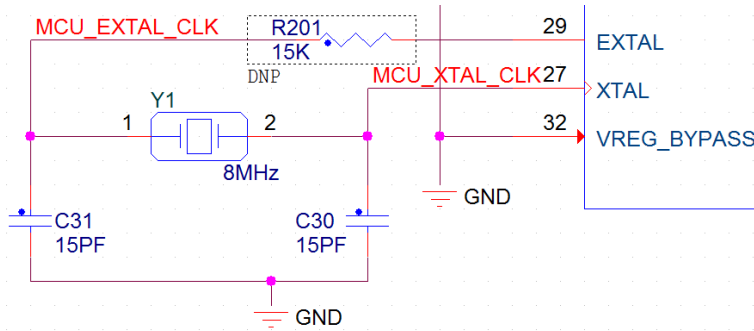 MCU_EXTAL_CLK
R201
15K
DNP
29
EXTAL
MCU_XTAL_CLK
27
XTAL
Y1
1
2
8MHz
32
VREG_BYPASS
GND
C31
15PF
C30
15PF
GND